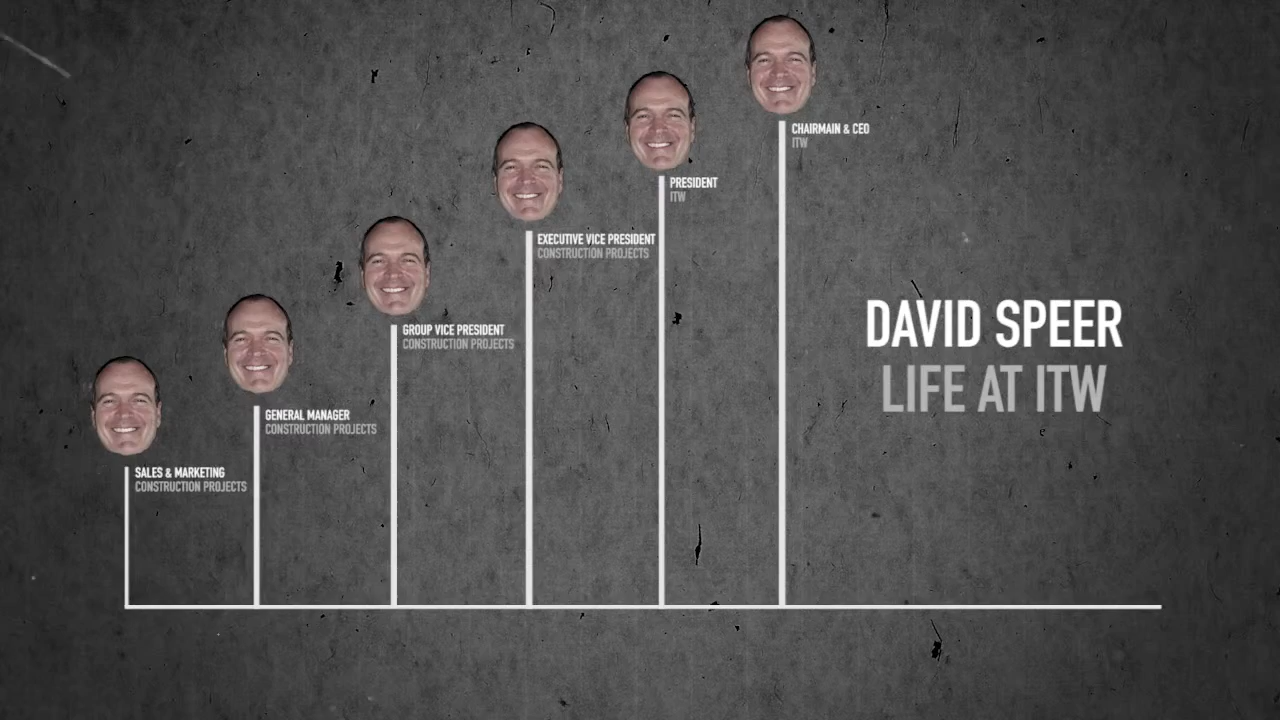 SALES & MARKETING
CONSTRUCTION PROJECTS
GENERAL MANAGER
CONSTRUCTION PROJECTS
GROUP VICE PRESIDENT
CONSTRUCTION PROJECTS
EXECUTIVE VICE PRESIDENT
CONSTRUCTION PROJECTS
PRESIDENT
ITW
CHAIRMAIN & CEO
ITW
DAVID SPEER
LIFE AT ITW